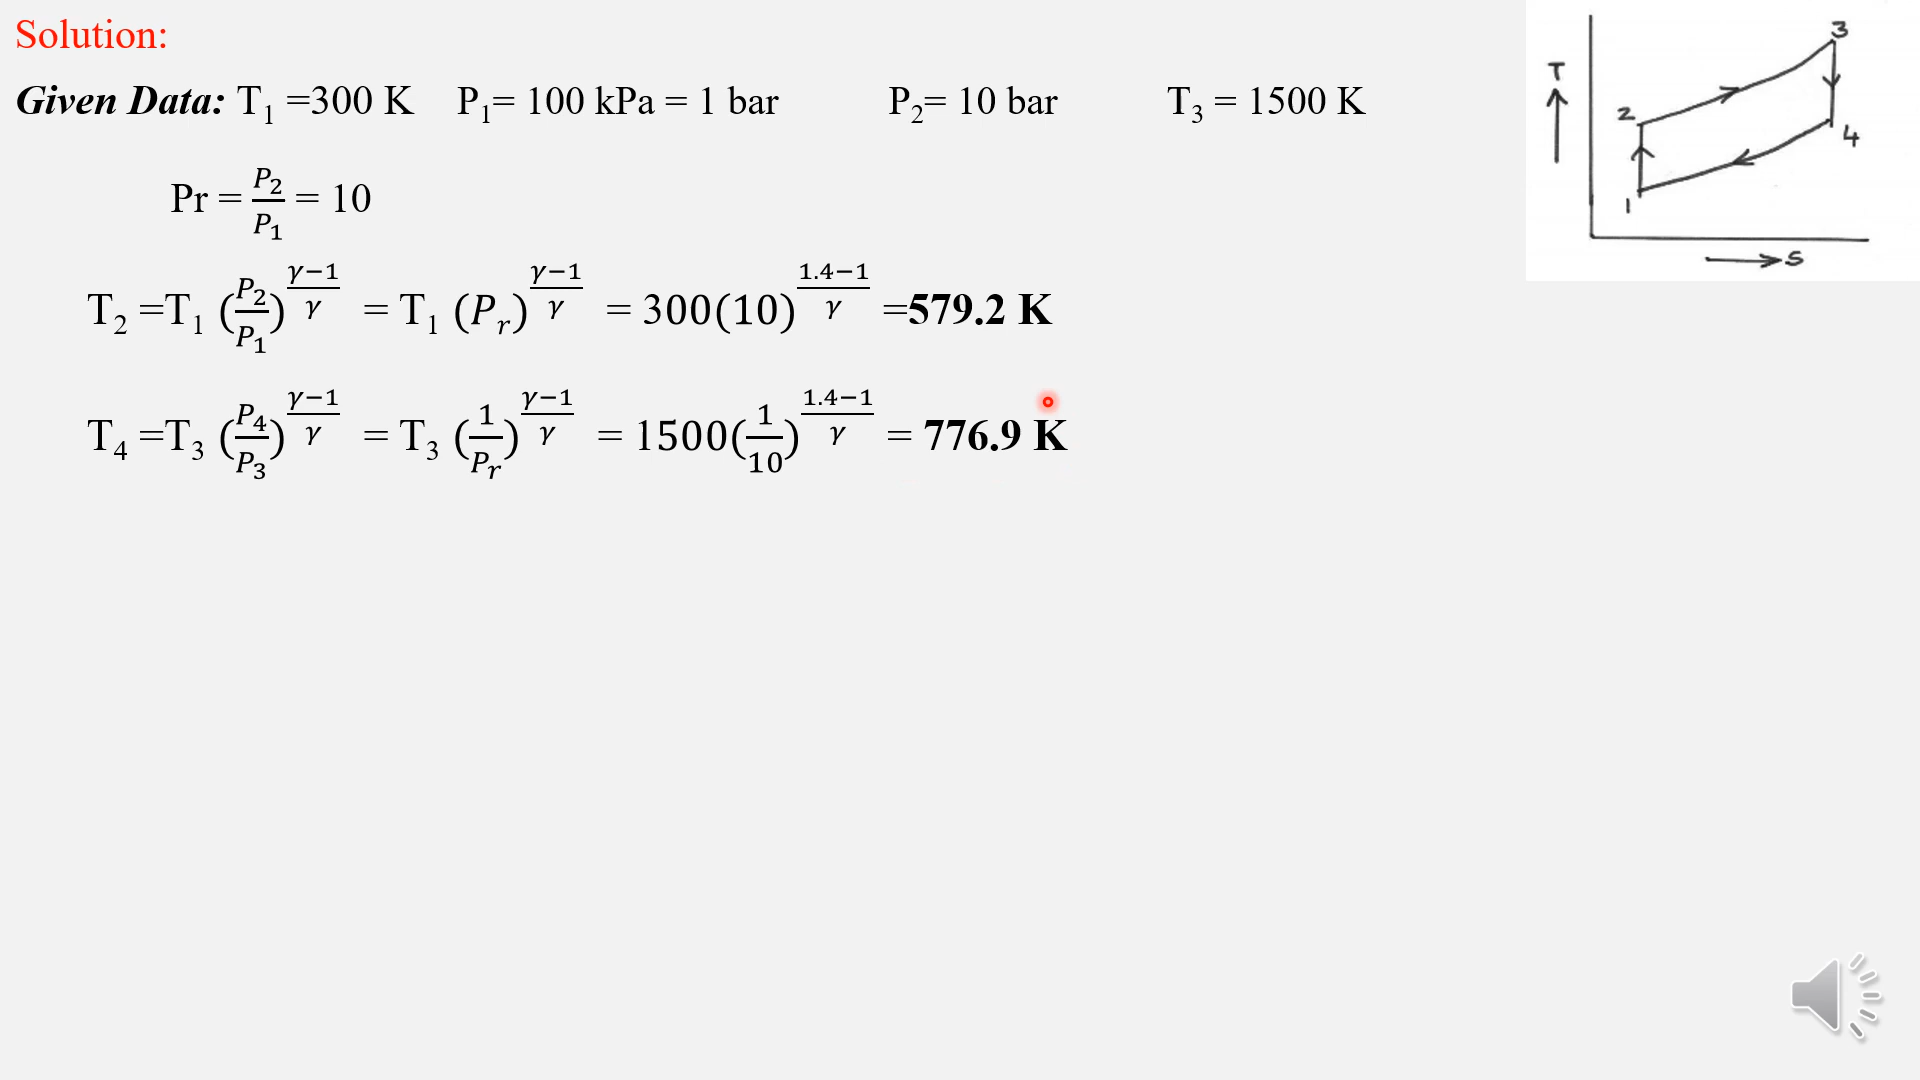 Solution:
Given Data: T₁ =300 K P₁= 100 kPa = 1 bar P₂= 10 bar T₃ = 1500 K
Pr = P₂/P₁ = 10
T₂ =T₁ (P₂/P₁)^((γ−1)/γ) = T₁ (Pᵣ)^((γ−1)/γ) = 300(10)^((1.4−1)/γ) =579.2 K
T₄ =T₃ (P₄/P₃)^((γ−1)/γ) = T₃ (1/Pᵣ)^((γ−1)/γ) = 1500(1/10)^((1.4−1)/γ) = 776.9 K
3
T
2
4
1
S